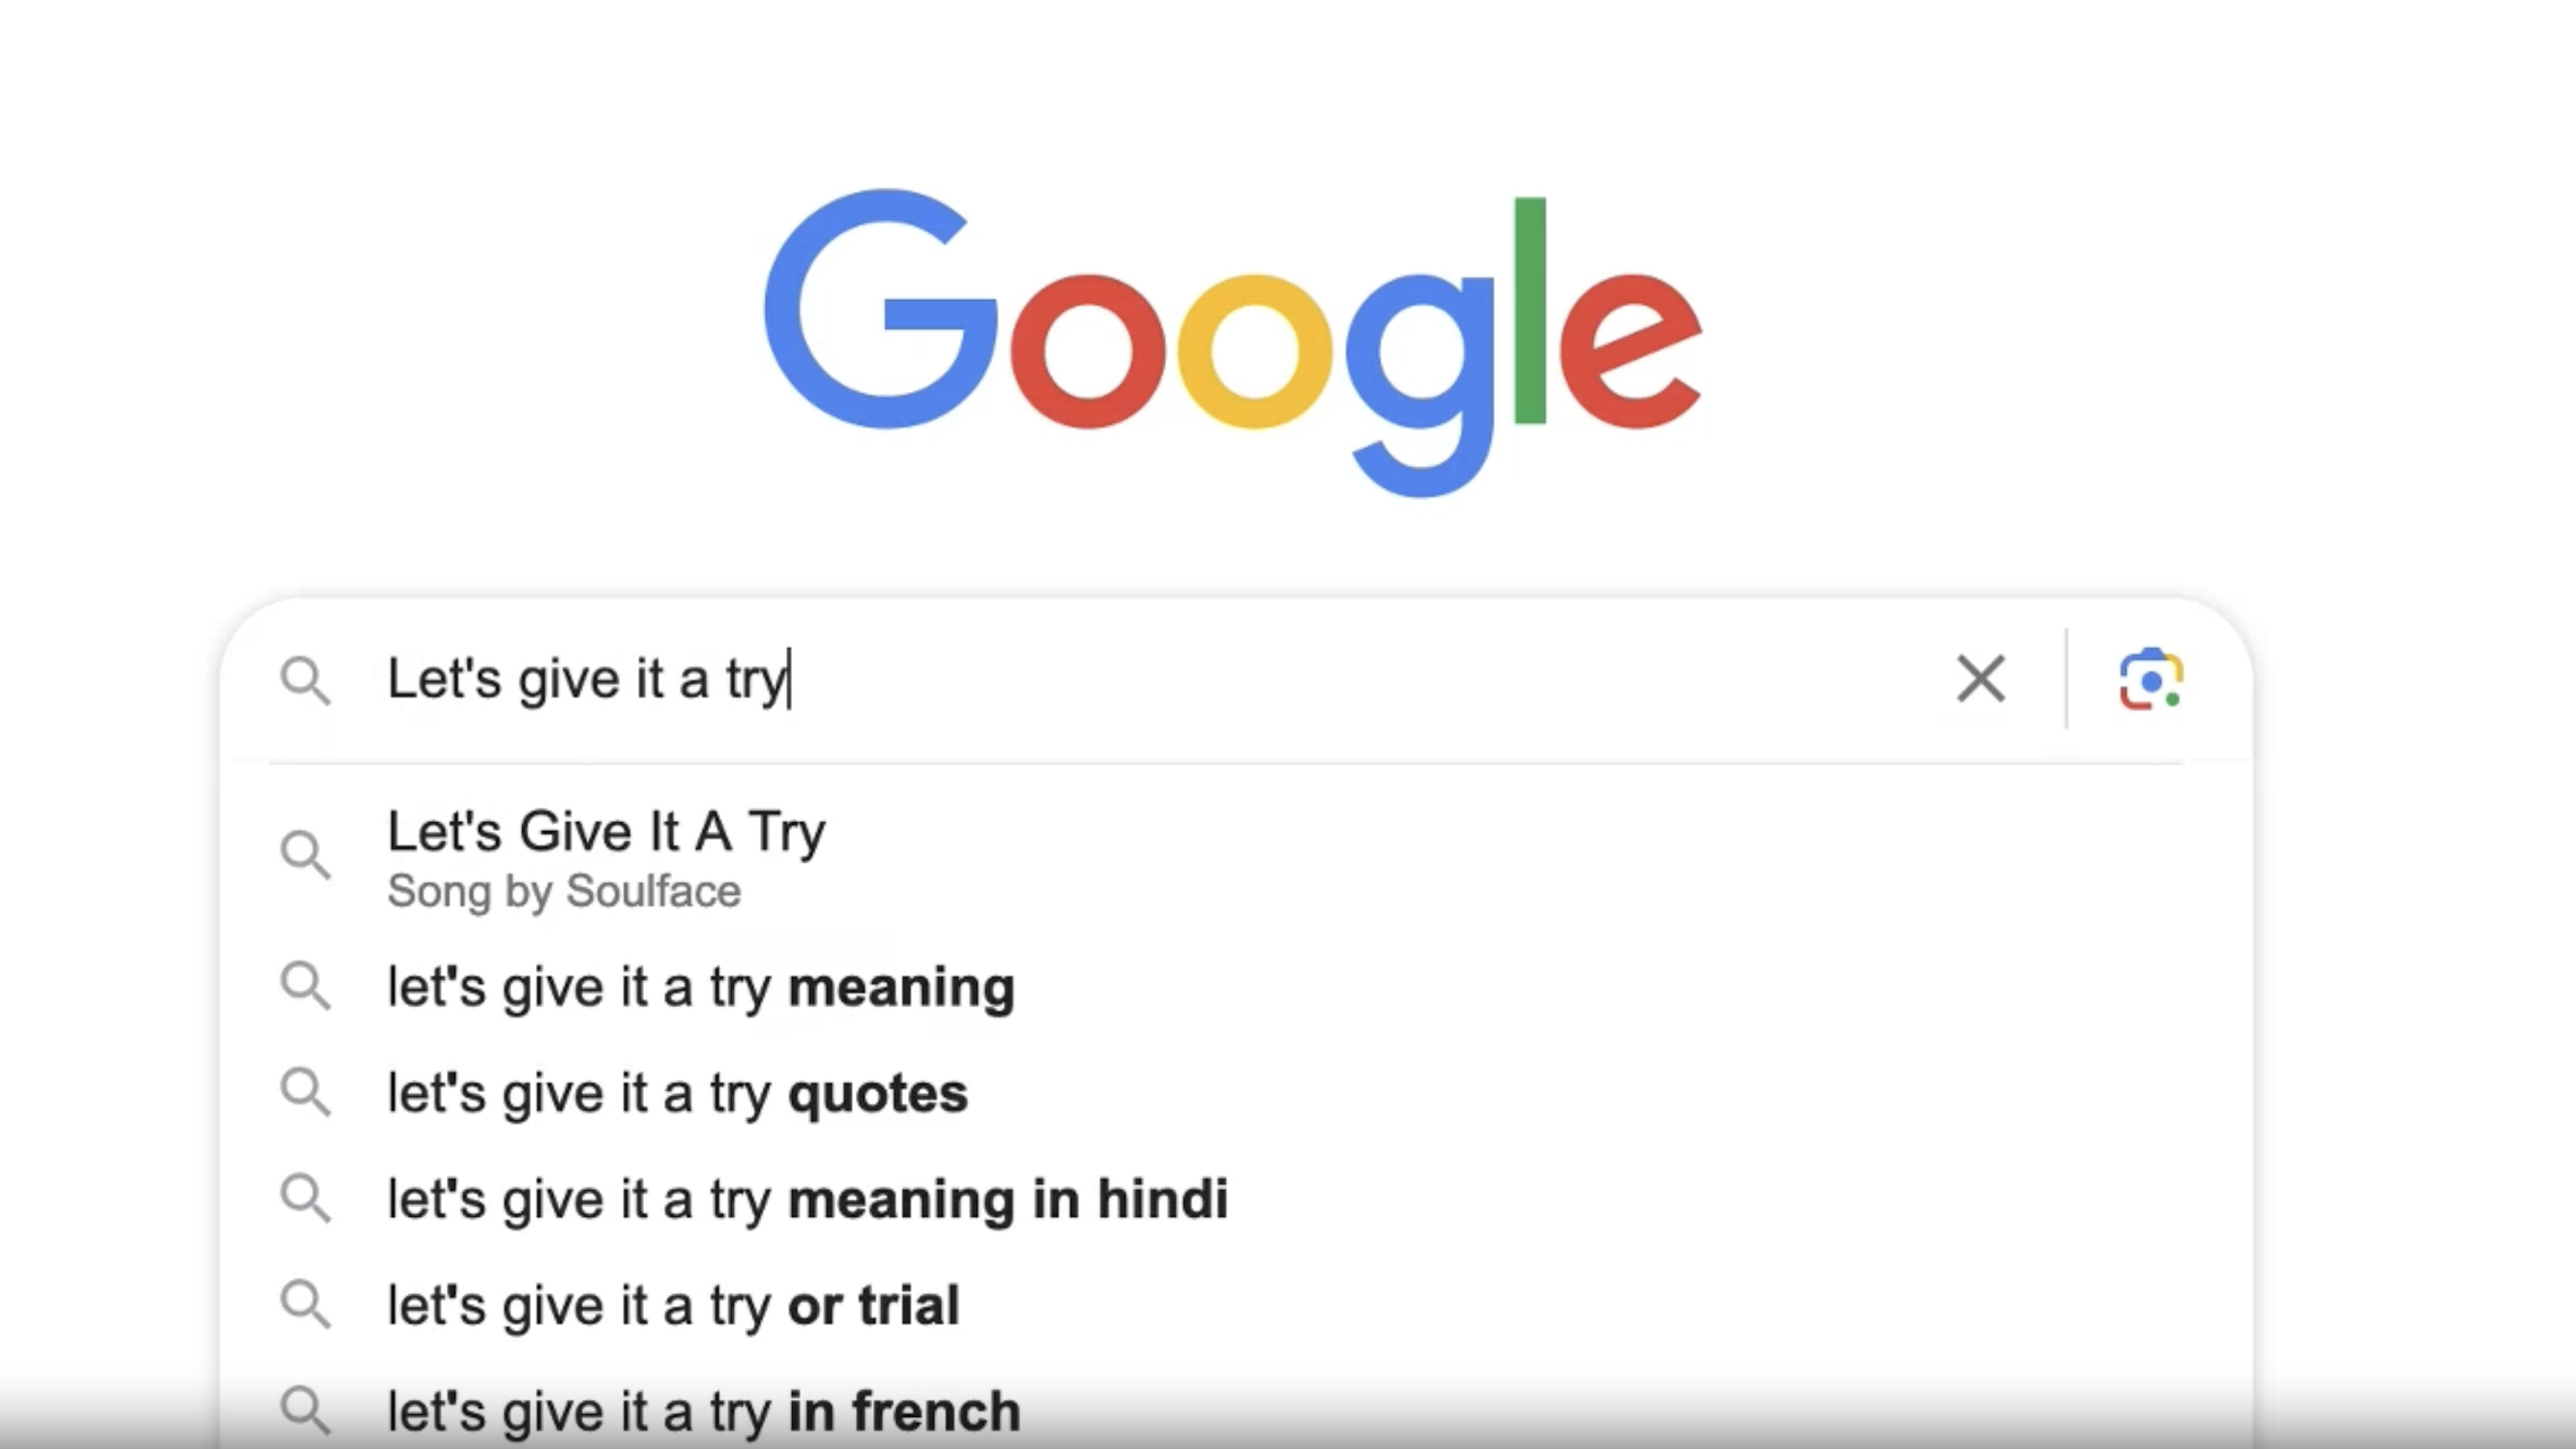 Google
Let's give it a try
Let's Give It A Try
Song by Soulface
let's give it a try meaning
let's give it a try quotes
let's give it a try meaning in hindi
let's give it a try or trial
let's give it a try in french